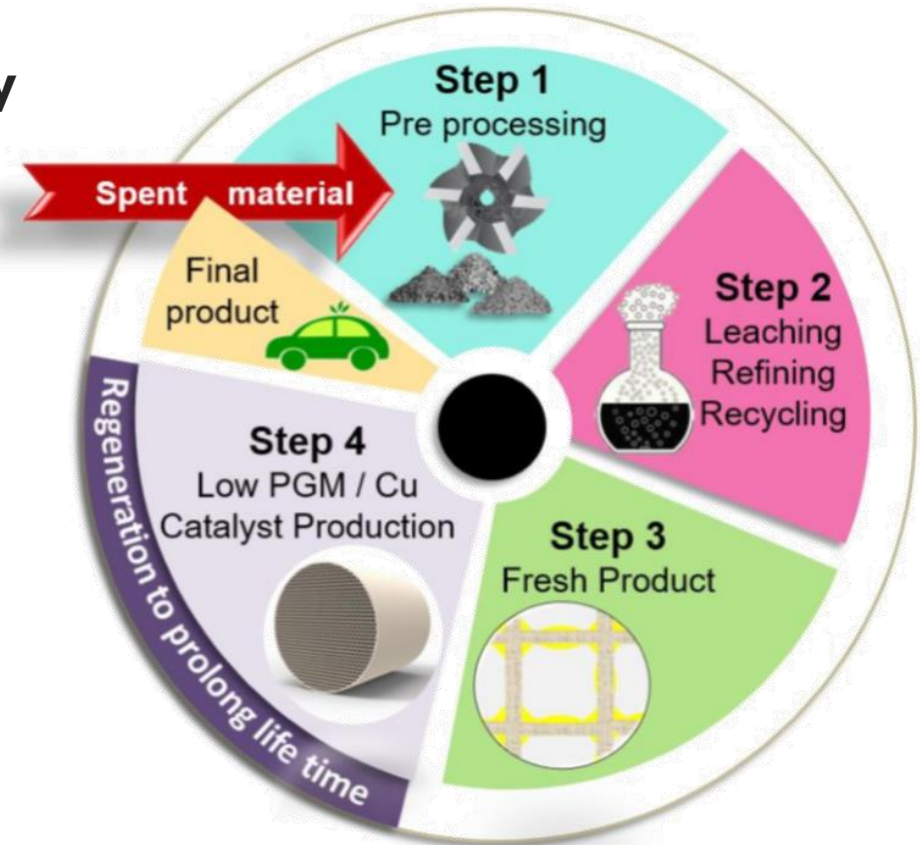 y
Spent material
Step 1
Pre processing
Step 2
Leaching
Refining
Recycling
Step 3
Fresh Product
Step 4
Low PGM / Cu
Catalyst Production
Regeneration to prolong life time
Final
product